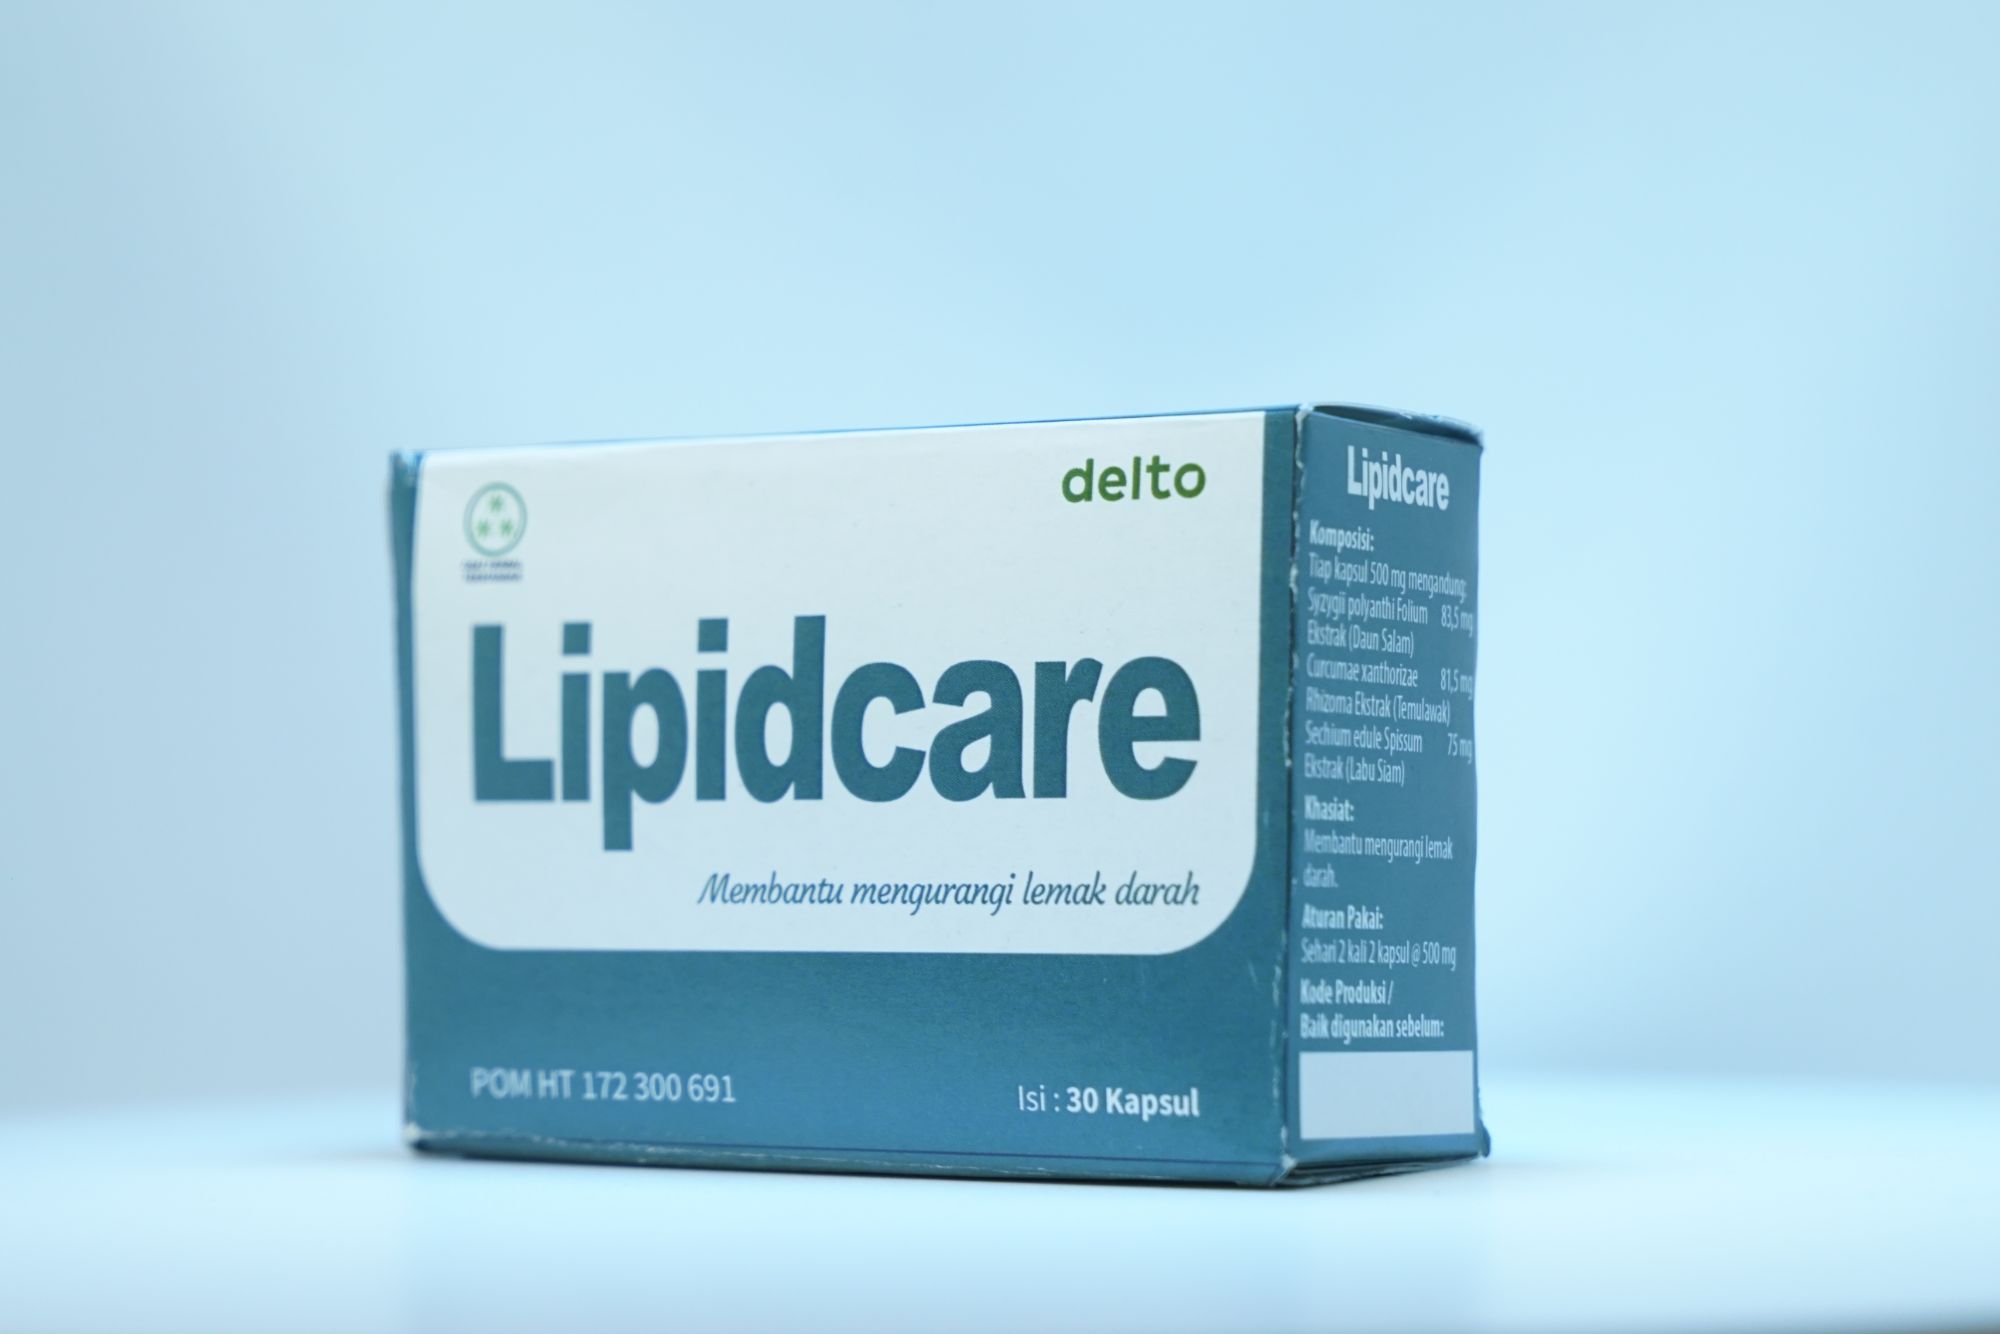 delto
Lipidcare
Membantu mengurangi lemak darah
POM HT 172 300 691
Isi : 30 Kapsul
Lipidcare
Komposisi:
Tiap kapsul 500 mg mengandung:
Syzygii polyanthi Folium 83,5 mg
Ekstrak (Daun Salam)
Curcumae xanthorizae 81,5 mg
Rhizoma Ekstrak (Temulawak)
Sechium edule Spissum 75 mg
Ekstrak (Labu Siam)
Khasiat:
Membantu mengurangi lemak
darah.
Aturan Pakai:
Sehari 2 kali 2 kapsul @ 500 mg
Kode Produksi /
Baik digunakan sebelum: